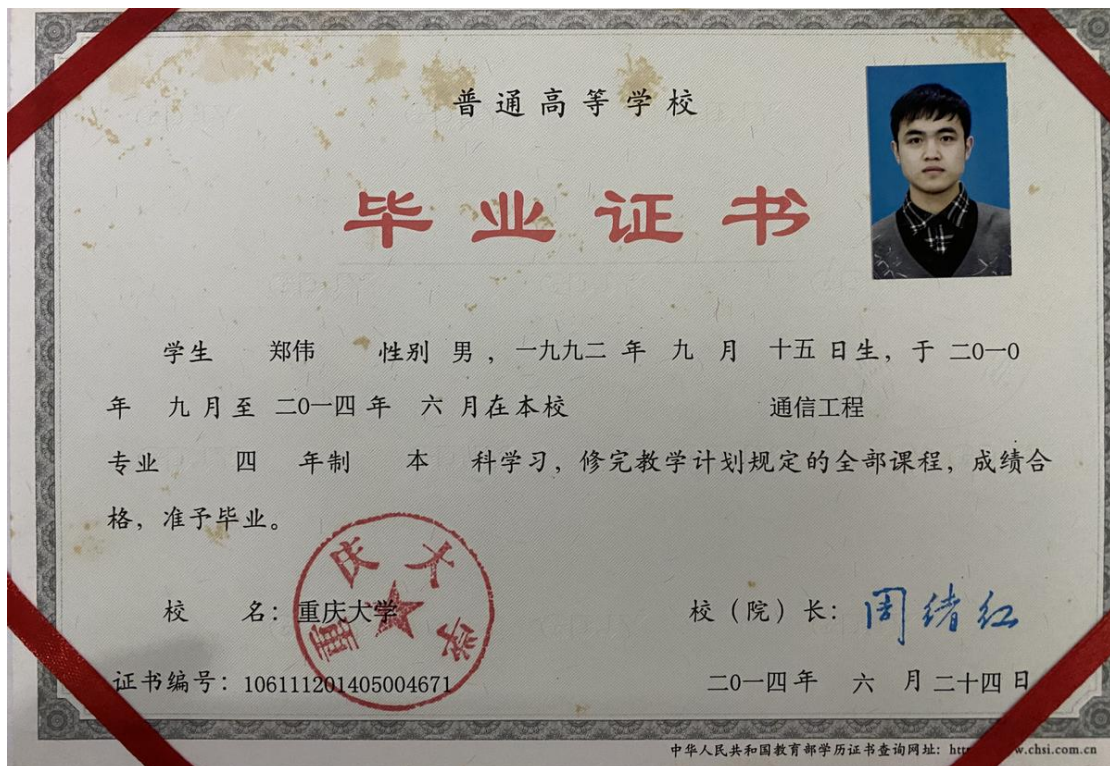 普通高等学校
毕业证书
学生 郑伟 性别 男，一九九二 年 九 月 十五 日生，于 二0一0
年 九 月至 二0一四 年 六 月在本校 通信工程
专业 四 年制 本 科学习，修完教学计划规定的全部课程，成绩合
格，准予毕业。
校 名：重庆大学
重庆大学
校（院）长：周绪红
证书编号：106111201405004671
二0一四 年 六 月 二十四 日
中华人民共和国教育部学历证书查询网址：htt w.chsi.com.cn